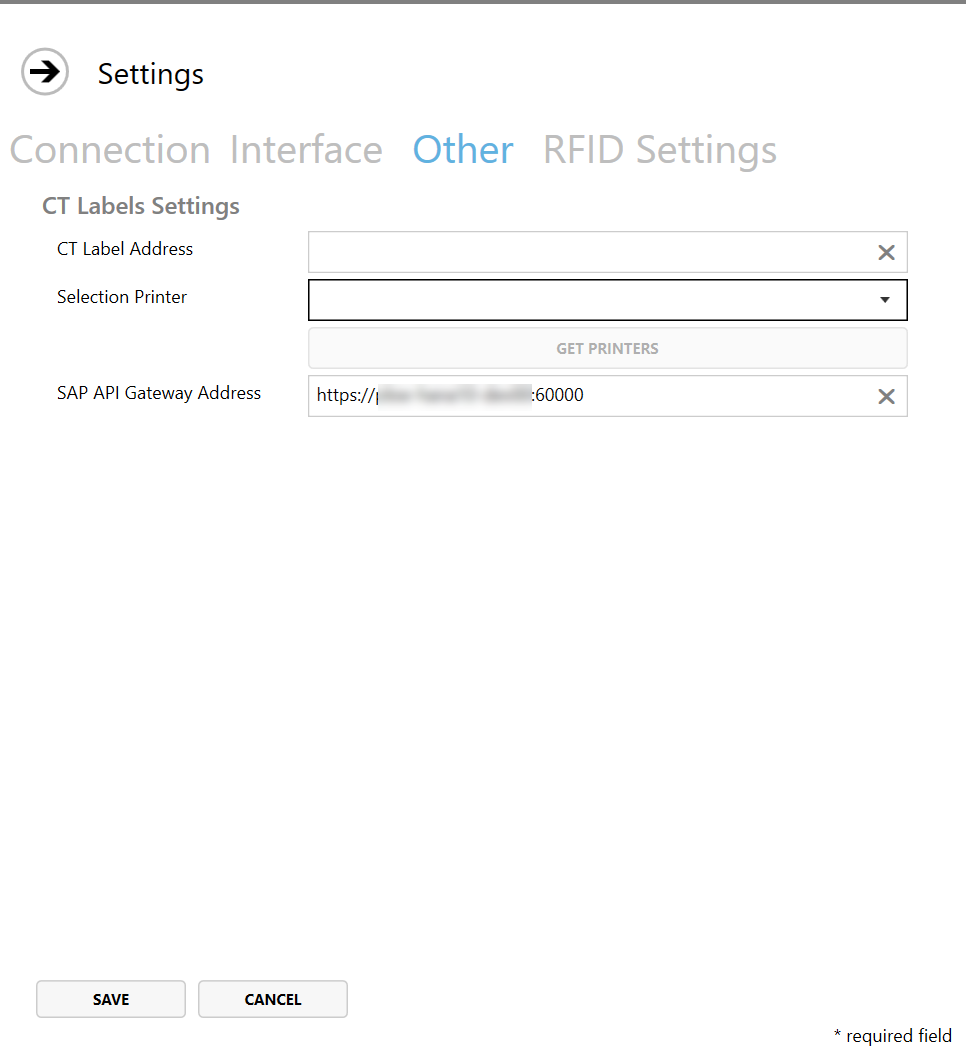 Settings
Connection Interface Other RFID Settings
CT Labels Settings
CT Label Address
Selection Printer
GET PRINTERS
SAP API Gateway Address https:// :60000
SAVE CANCEL
* required field